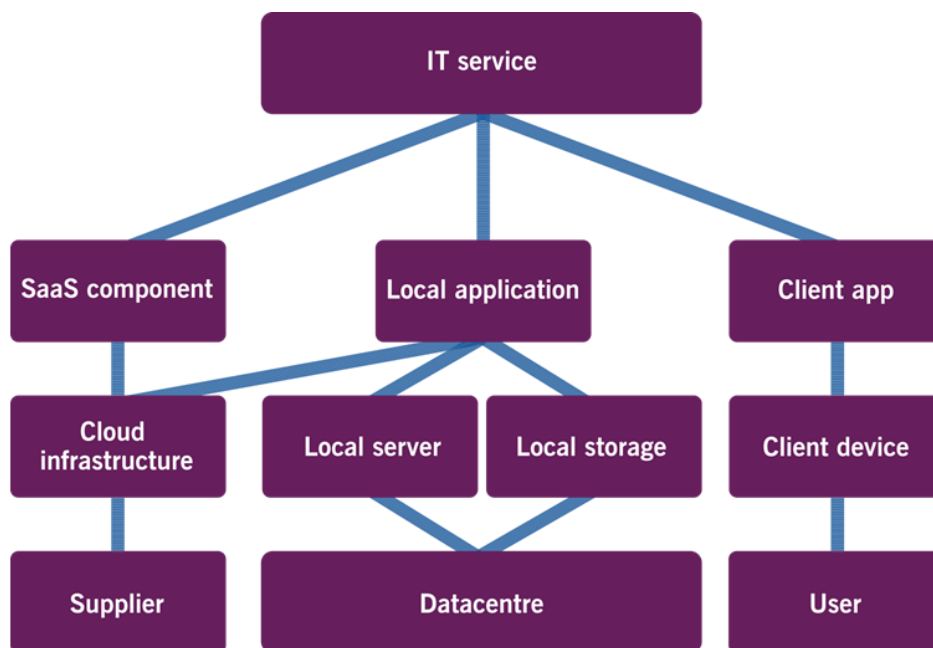 IT service
SaaS component
Local application
Client app
Cloud
infrastructure
Local server
Local storage
Client device
Supplier
Datacentre
User